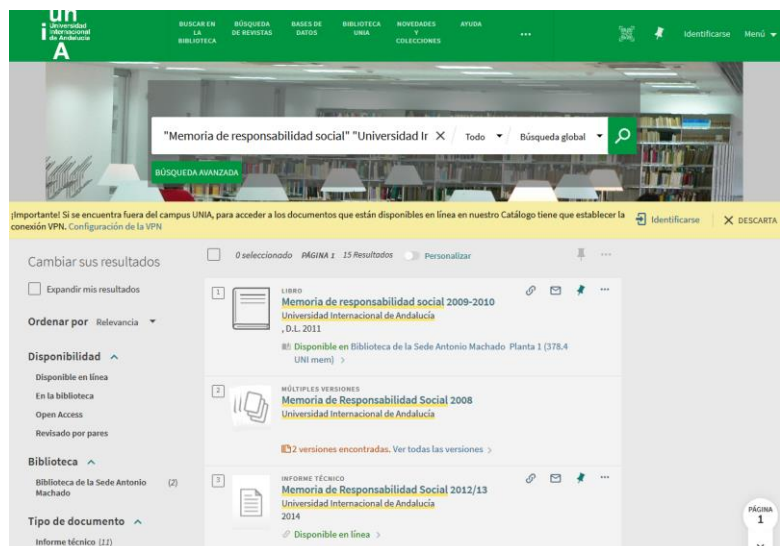 un
i Universidad
Internacional
de Andalucía
A
BUSCAR EN
LA
BIBLIOTECA
BÚSQUEDA
DE REVISTAS
BASES DE
DATOS
BIBLIOTECA
UNIA
NOVEDADES
Y
COLECCIONES
AYUDA
...
Identificarse
Menú
"Memoria de responsabilidad social" "Universidad Ir
Todo
Búsqueda global
BÚSQUEDA AVANZADA
¡Importante! Si se encuentra fuera del campus UNIA, para acceder a los documentos que están disponibles en línea en nuestro Catálogo tiene que establecer la
conexión VPN. Configuración de la VPN
Identificarse
DESCARTA
Cambiar sus resultados
Expandir mis resultados
Ordenar por Relevancia
Disponibilidad
Disponible en línea
En la biblioteca
Open Access
Revisado por pares
Biblioteca
Biblioteca de la Sede Antonio (2)
Machado
Tipo de documento
Informe técnico (11)
0 seleccionado PÁGINA 1 15 Resultados Personalizar
1
LIBRO
Memoria de responsabilidad social 2009-2010
Universidad Internacional de Andalucía
, D.L. 2011
Disponible en Biblioteca de la Sede Antonio Machado Planta 1 (378.4
UNI mem) >
2
MÚLTIPLES VERSIONES
Memoria de Responsabilidad Social 2008
Universidad Internacional de Andalucía
2 versiones encontradas. Ver todas las versiones >
3
INFORME TÉCNICO
Memoria de Responsabilidad Social 2012/13
Universidad Internacional de Andalucía
2014
Disponible en línea >
PÁGINA
1